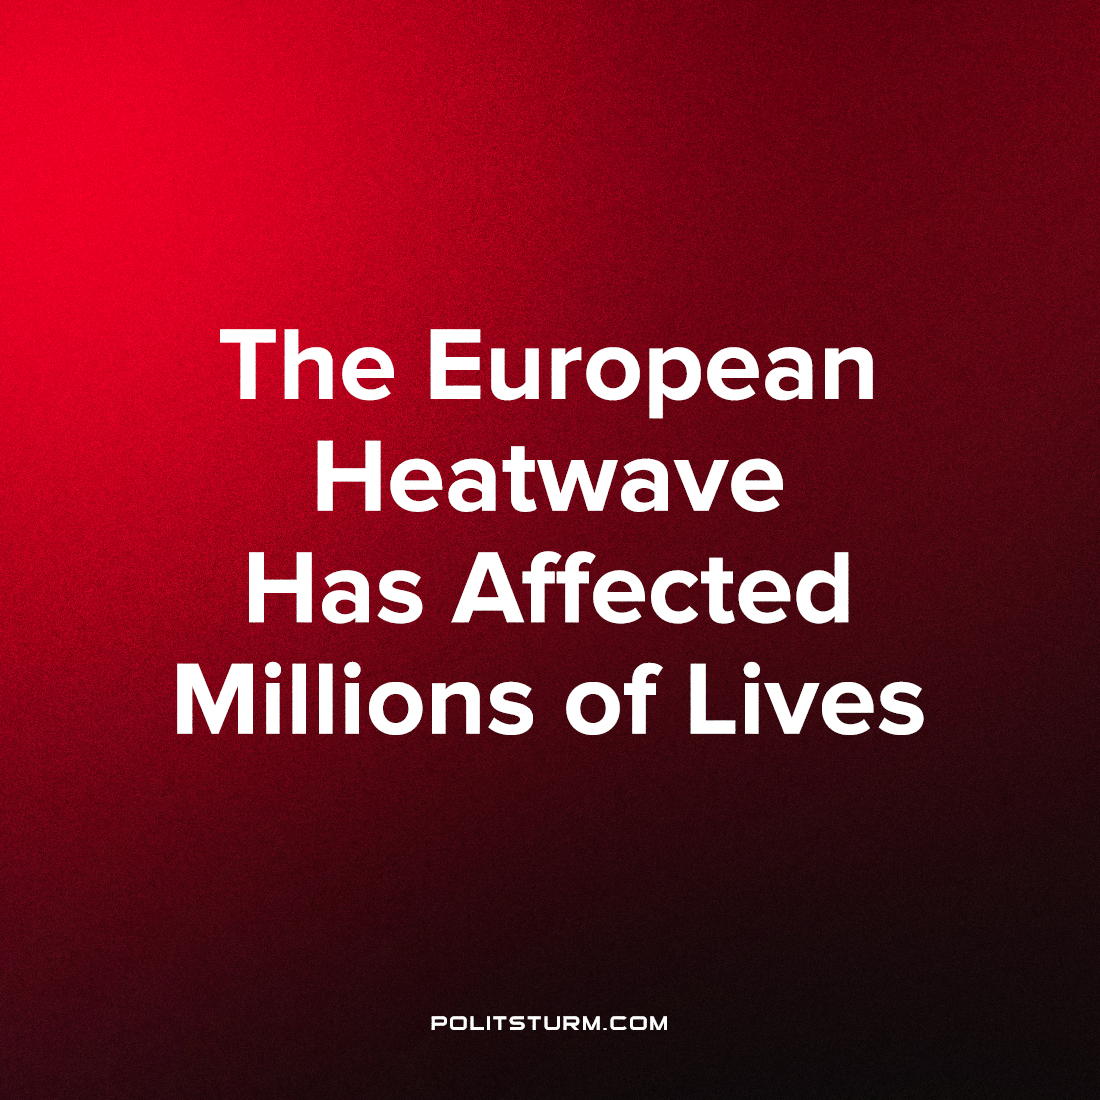 The European
Heatwave
Has Affected
Millions of Lives
POLITSTURM.COM